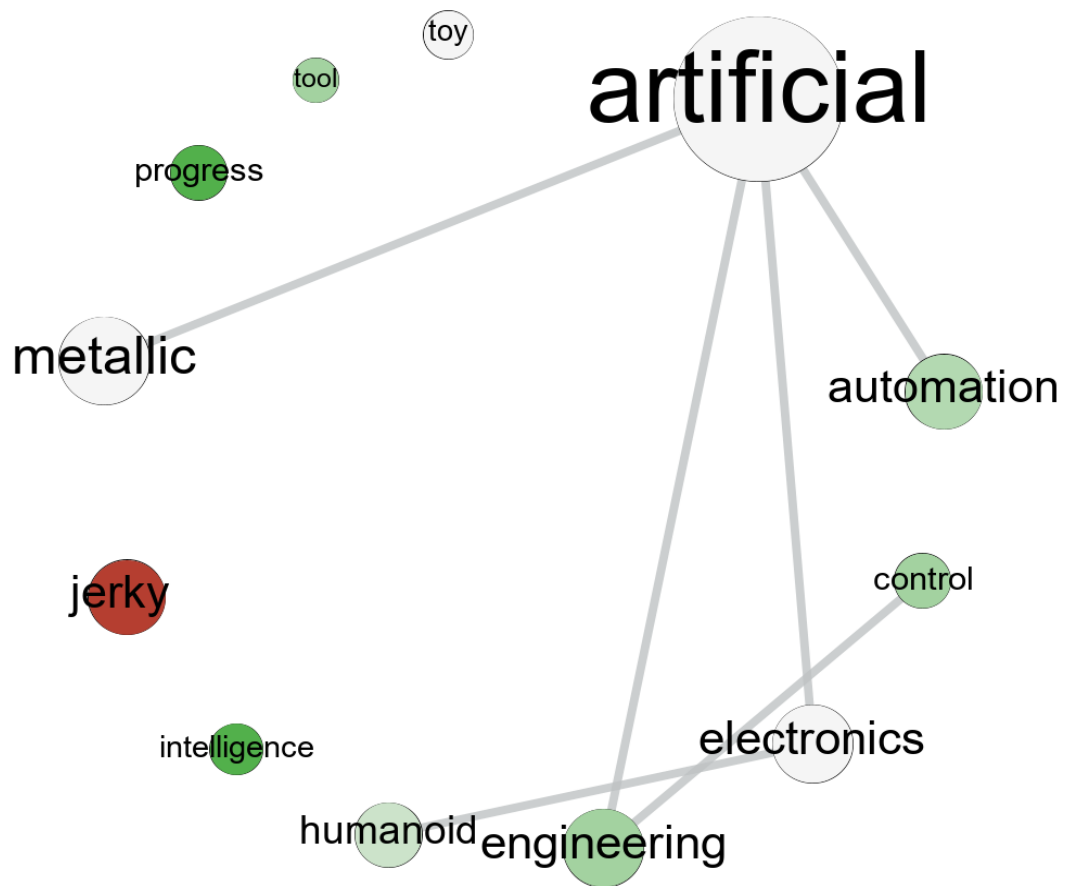 toy
artificial
tool
progress
metallic
automation
control
jerky
electronics
intelligence
humanoid
engineering